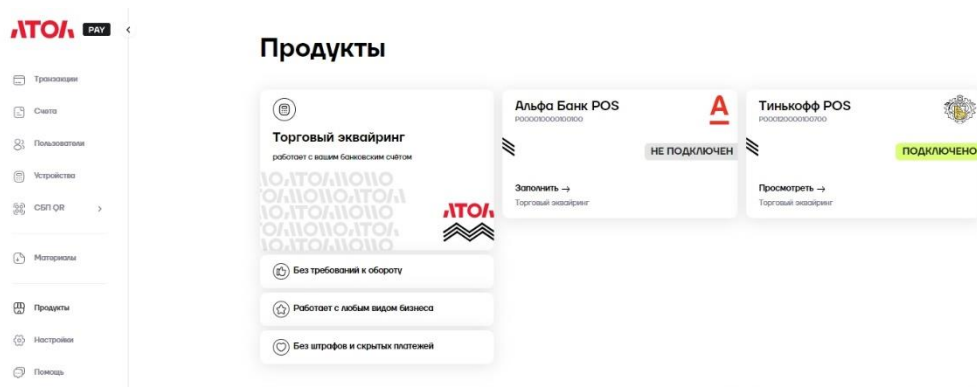 АТОЛ PAY
Транзакции
Счета
Пользователи
Устройства
СБП QR
Материалы
Продукты
Настройки
Помощь
Продукты
Торговый эквайринг
работает с вашим банковским счётом
АТОЛ
Без требований к обороту
Работает с любым видом бизнеса
Без штрафов и скрытых платежей
Альфа Банк POS
P000010000100100
НЕ ПОДКЛЮЧЕН
Заполнить →
Торговый эквайринг
Тинькофф POS
P000120000100700
ПОДКЛЮЧЕНО
Просмотреть →
Торговый эквайринг